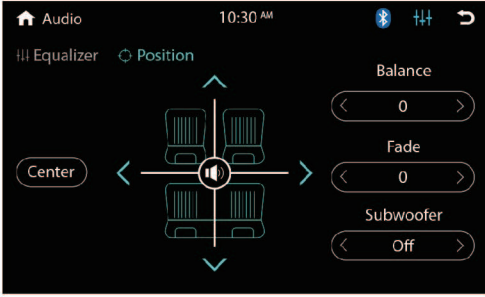 Audio
10:30 AM
Equalizer
Position
Balance
0
Fade
Center
0
Subwoofer
Off